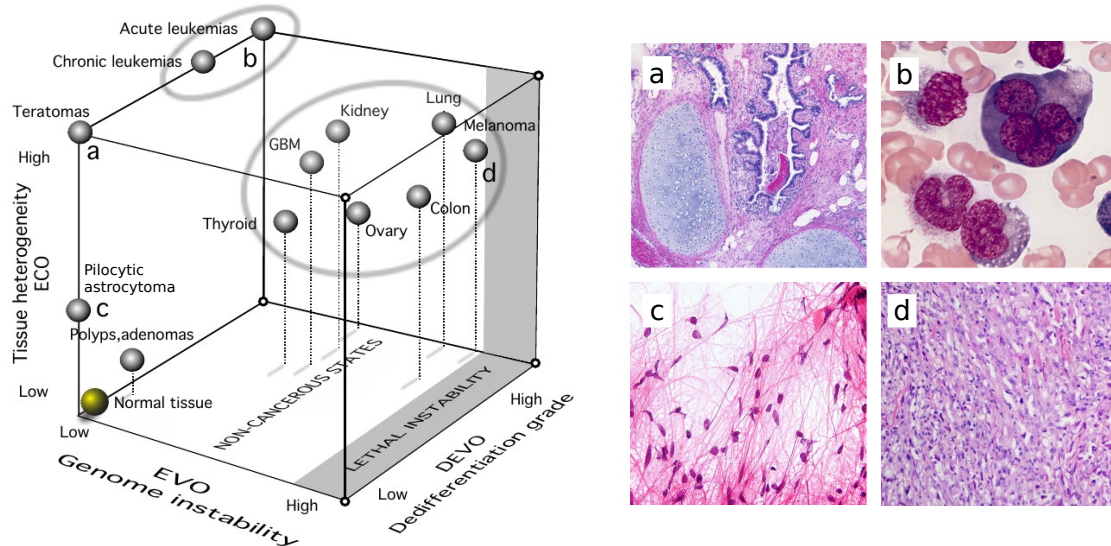 Acute leukemias
b
Chronic leukemias
Teratomas
a
High
Kidney
Lung
GBM
Melanoma
d
Thyroid
Colon
Ovary
Tissue heterogeneity
ECO
Pilocytic
astrocytoma
c
Polyps,adenomas
Low
Normal tissue
Low
NON-CANCEROUS STATES
LETHAL INSTABILITY
High
EVO
Genome instability
High
Low
DEVO
Dedifferentiation grade
a
b
c
d